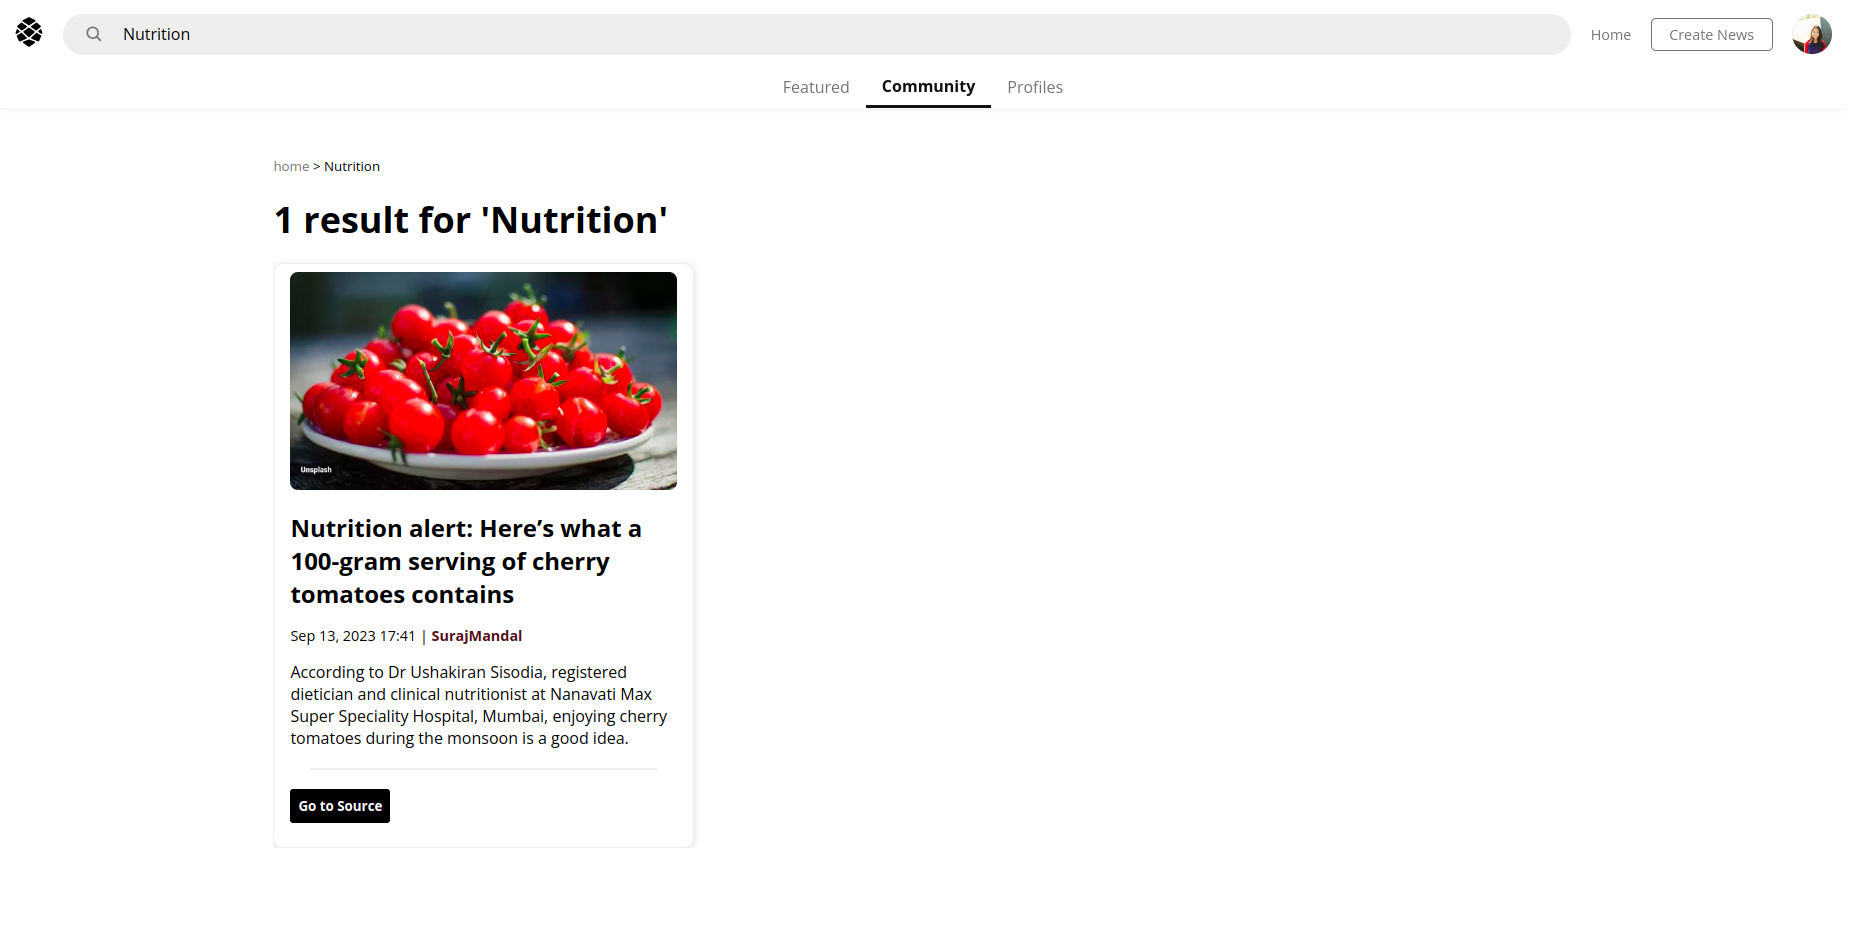 Nutrition
Home
Create News
Featured
Community
Profiles
home > Nutrition
1 result for 'Nutrition'
Unsplash
Nutrition alert: Here’s what a
100-gram serving of cherry
tomatoes contains
Sep 13, 2023 17:41 | SurajMandal
According to Dr Ushakiran Sisodia, registered
dietician and clinical nutritionist at Nanavati Max
Super Speciality Hospital, Mumbai, enjoying cherry
tomatoes during the monsoon is a good idea.
Go to Source